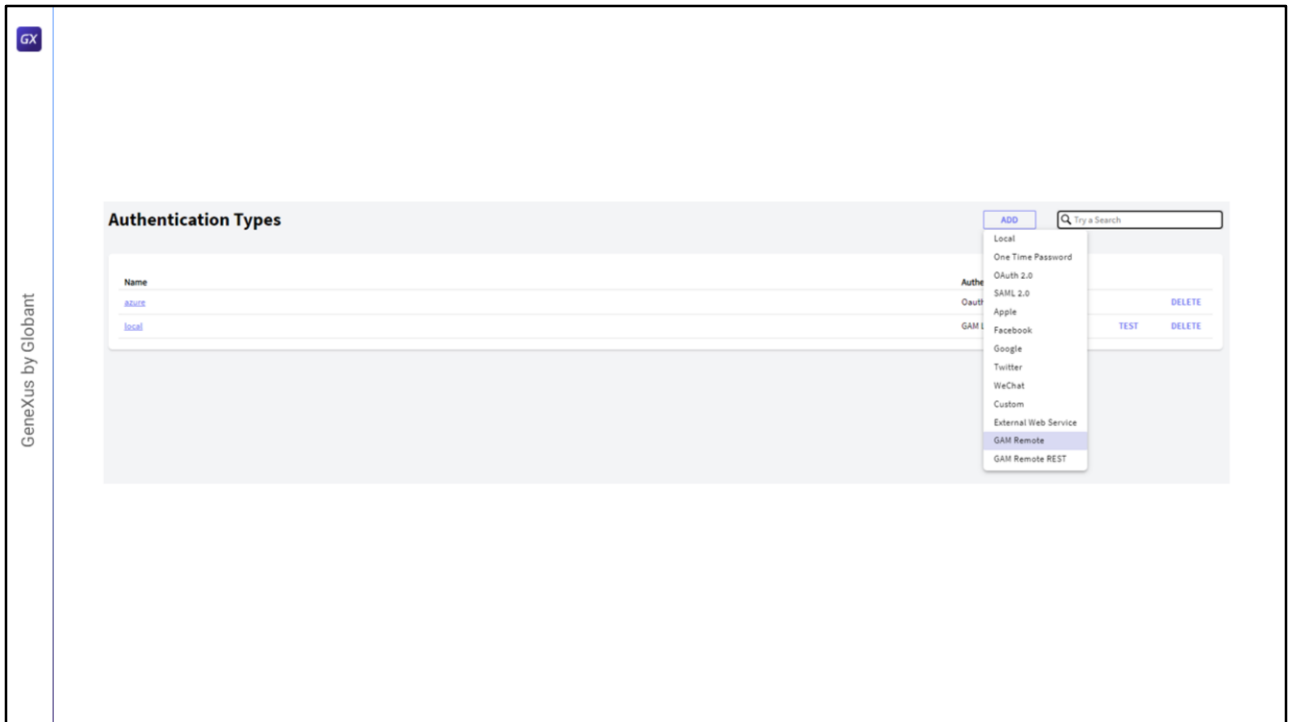 GX
GeneXus by Globant
Authentication Types
ADD
Try a Search
Name
Authe
azure
Oauth
DELETE
local
GAM L
TEST
DELETE
Local
One Time Password
OAuth 2.0
SAML 2.0
Apple
Facebook
Google
Twitter
WeChat
Custom
External Web Service
GAM Remote
GAM Remote REST